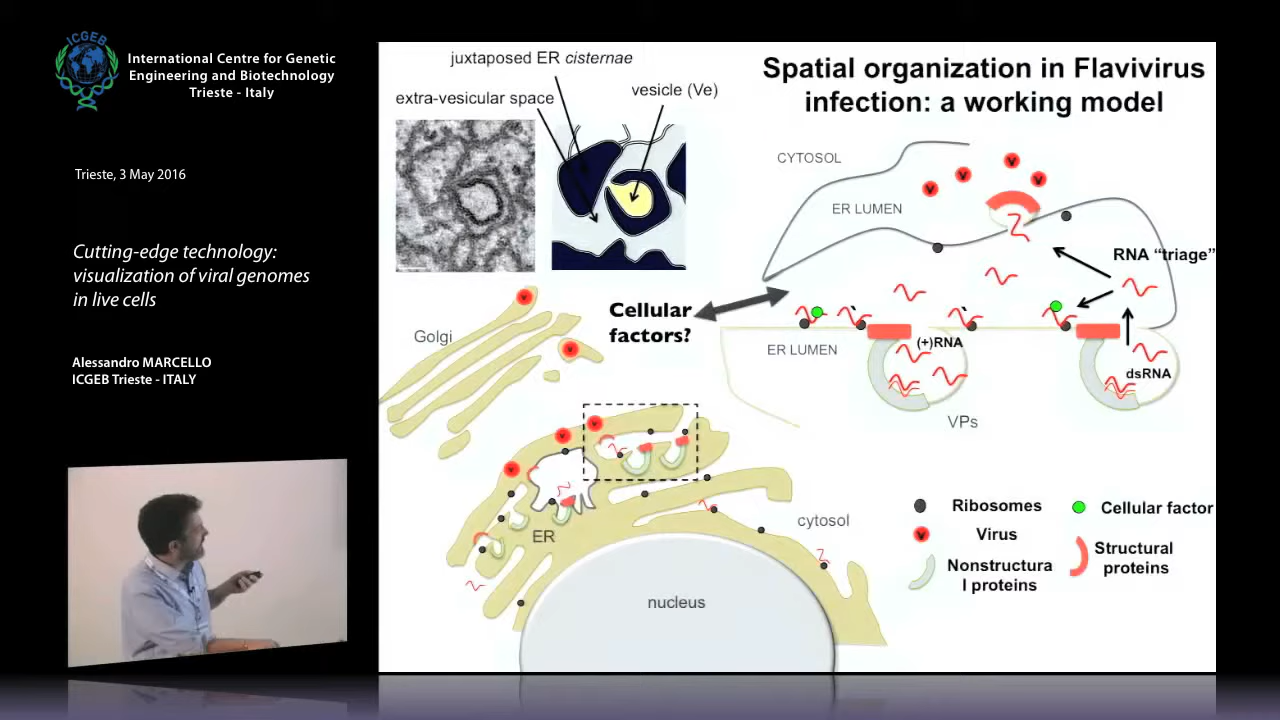 ICGEB
International Centre for Genetic
Engineering and Biotechnology
Trieste - Italy
Trieste, 3 May 2016
Cutting-edge technology:
visualization of viral genomes
in live cells
Alessandro MARCELLO
ICGEB Trieste - ITALY
Spatial organization in Flavivirus
infection: a working model
juxtaposed ER cisternae
extra-vesicular space
vesicle (Ve)
CYTOSOL
ER LUMEN
RNA “triage”
Cellular
factors?
ER LUMEN
(+)RNA
dsRNA
VPs
Golgi
ER
cytosol
nucleus
Ribosomes
Virus
Nonstructura
l proteins
Cellular factor
Structural
proteins